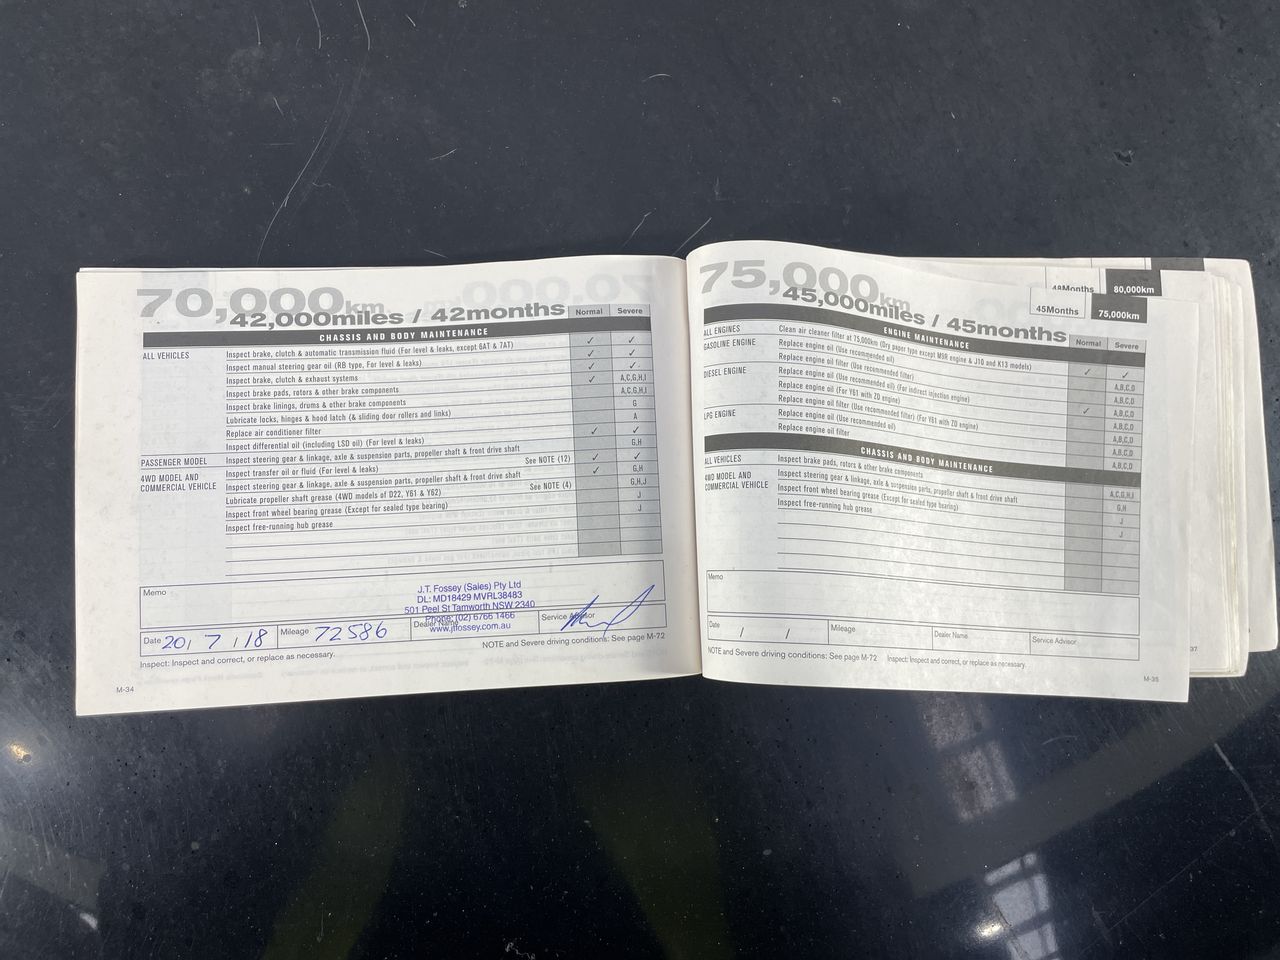 70,000km
42,000miles / 42months
Normal Severe
CHASSIS AND BODY MAINTENANCE
ALL VEHICLES Inspect brake, clutch & automatic transmission fluid (For level & leaks, except 6AT & 7AT) ✓ ✓
Inspect manual steering gear oil (RB type, For level & leaks) ✓ ✓
Inspect brake, clutch & exhaust systems ✓ ✓
Inspect brake pads, rotors & other brake components ✓ A,C,G,H,I
Inspect brake linings, drums & other brake components A,C,G,H,I
Lubricate locks, hinges & hood latch (& sliding door rollers and links) G
Replace air conditioner filter A
Inspect differential oil (including LSD oil) (For level & leaks) ✓ ✓
PASSENGER MODEL Inspect steering gear & linkage, axle & suspension parts, propeller shaft & front drive shaft G,H
4WD MODEL AND COMMERCIAL VEHICLE Inspect transfer oil or fluid (For level & leaks) See NOTE (12) ✓ ✓
Inspect steering gear & linkage, axle & suspension parts, propeller shaft & front drive shaft ✓ G,H
Lubricate propeller shaft grease (4WD models of D22, Y61 & Y62) See NOTE (4) G,H,J
Inspect front wheel bearing grease (Except for sealed type bearing) J
Inspect free-running hub grease J
Memo
J.T. Fossey (Sales) Pty Ltd
DL: MD18429 MVRL38483
501 Peel St Tamworth NSW 2340
Phone: (02) 6766 1466
www.jtfossey.com.au
Date 20/ 7 / 18 Mileage 72586 Dealer Name Service Advisor
Inspect: Inspect and correct, or replace as necessary. NOTE and Severe driving conditions: See page M-72
M-34
48Months 80,000km
45Months 75,000km
75,000km
45,000miles / 45months
Normal Severe
ENGINE MAINTENANCE
ALL ENGINES Clean air cleaner filter at 75,000km (Dry paper type except M9R engine & J10 and K13 models) ✓ ✓
GASOLINE ENGINE Replace engine oil (Use recommended oil) A,B,C,D
Replace engine oil filter (Use recommended filter) A,B,C,D
DIESEL ENGINE Replace engine oil (Use recommended oil) (For indirect injection engine) ✓ A,B,C,D
Replace engine oil (For Y61 with ZD engine) A,B,C,D
Replace engine oil filter (Use recommended filter) (For Y61 with ZD engine) A,B,C,D
LPG ENGINE Replace engine oil (Use recommended oil) A,B,C,D
Replace engine oil filter A,B,C,D
CHASSIS AND BODY MAINTENANCE
ALL VEHICLES Inspect brake pads, rotors & other brake components A,C,G,H,I
4WD MODEL AND COMMERCIAL VEHICLE Inspect steering gear & linkage, axle & suspension parts, propeller shaft & front drive shaft G,H
Inspect front wheel bearing grease (Except for sealed type bearing) J
Inspect free-running hub grease J
Memo
Date / / Mileage Dealer Name Service Advisor
NOTE and Severe driving conditions: See page M-72 Inspect: Inspect and correct, or replace as necessary.
M-35
37